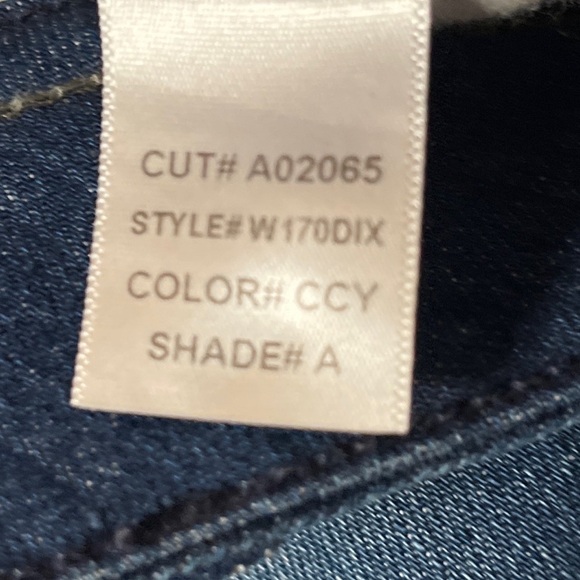 CUT# A02065
STYLE# W170DIX
COLOR# CCY
SHADE# A